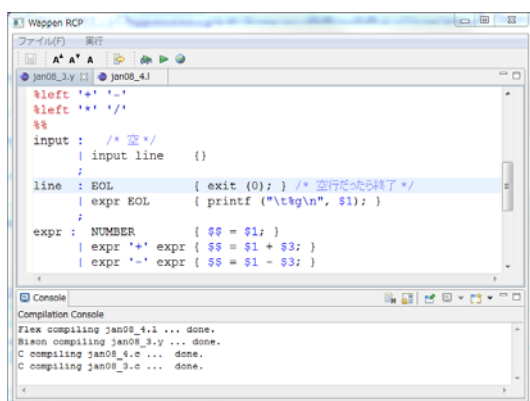 Wappen RCP
ファイル(F) 実行
A▲ A▼ A
jan08_3.y jan08_4.l
%left '+' '-'
%left '*' '/'
%%
input : /* 空 */
| input line {}
;
line : EOL { exit (0); } /* 空行だったら終了 */
| expr EOL { printf ("\t%g\n", $1); }
;
expr : NUMBER { $$ = $1; }
| expr '+' expr { $$ = $1 + $3; }
| expr '-' expr { $$ = $1 - $3; }
Console
Compilation Console
Flex compiling jan08_4.l ... done.
Bison compiling jan08_3.y ... done.
C compiling jan08_4.c ... done.
C compiling jan08_3.c ... done.